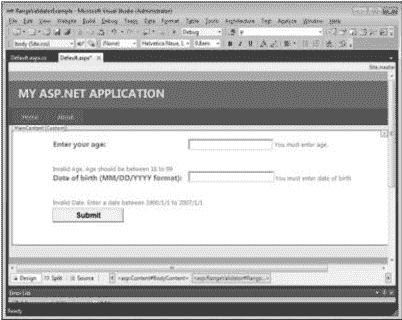 RangeValidatorExample - Microsoft Visual Studio (Administrator)
File Edit View Website Build Debug Team Data Format Table Tools Architecture Test Analyze Window Help
Debug
body (Site.css) (None) Helvetica Neue, L 0.8em B I U A
Default.aspx.cs Default.aspx*
Site.master
MY ASP.NET APPLICATION
Home About
MainContent (Custom)
Enter your age: You must enter age.
Invalid Age. Age should be between 18 to 99
Date of birth (MM/DD/YYYY format): You must enter date of birth
Invalid Date. Enter a date between 1900/1/1 to 2007/1/1
Submit
Design Split Source <asp:Content#BodyContent> <asp:RangeValidator#Range...>
Error List
Ready